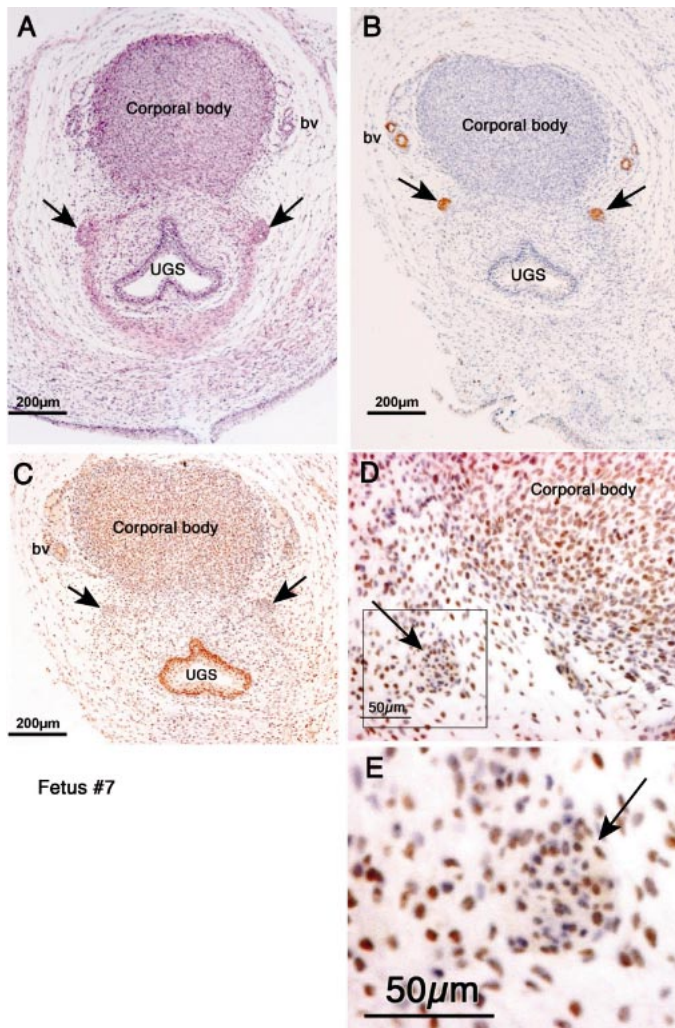 A
Corporal body
bv
UGS
200µm
B
Corporal body
bv
UGS
200µm
C
Corporal body
bv
UGS
200µm
D
Corporal body
50µm
E
50µm
Fetus #7